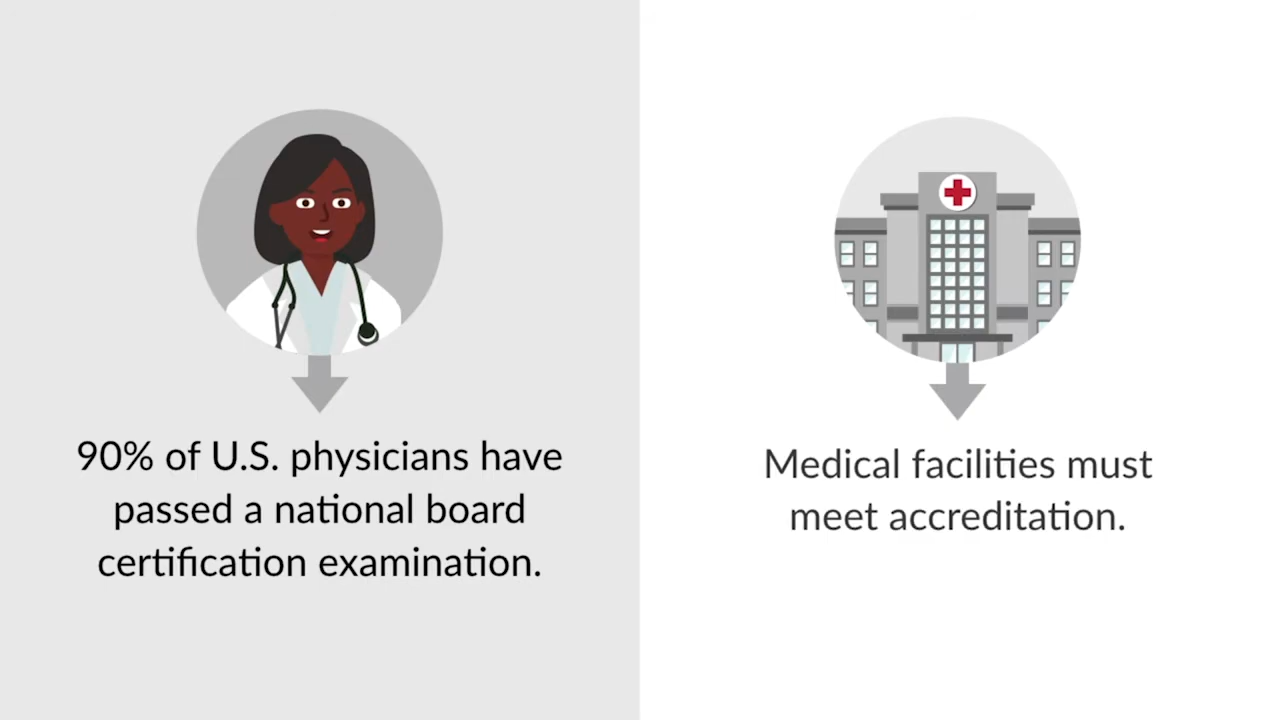 90% of U.S. physicians have
passed a national board
certification examination.
Medical facilities must
meet accreditation.